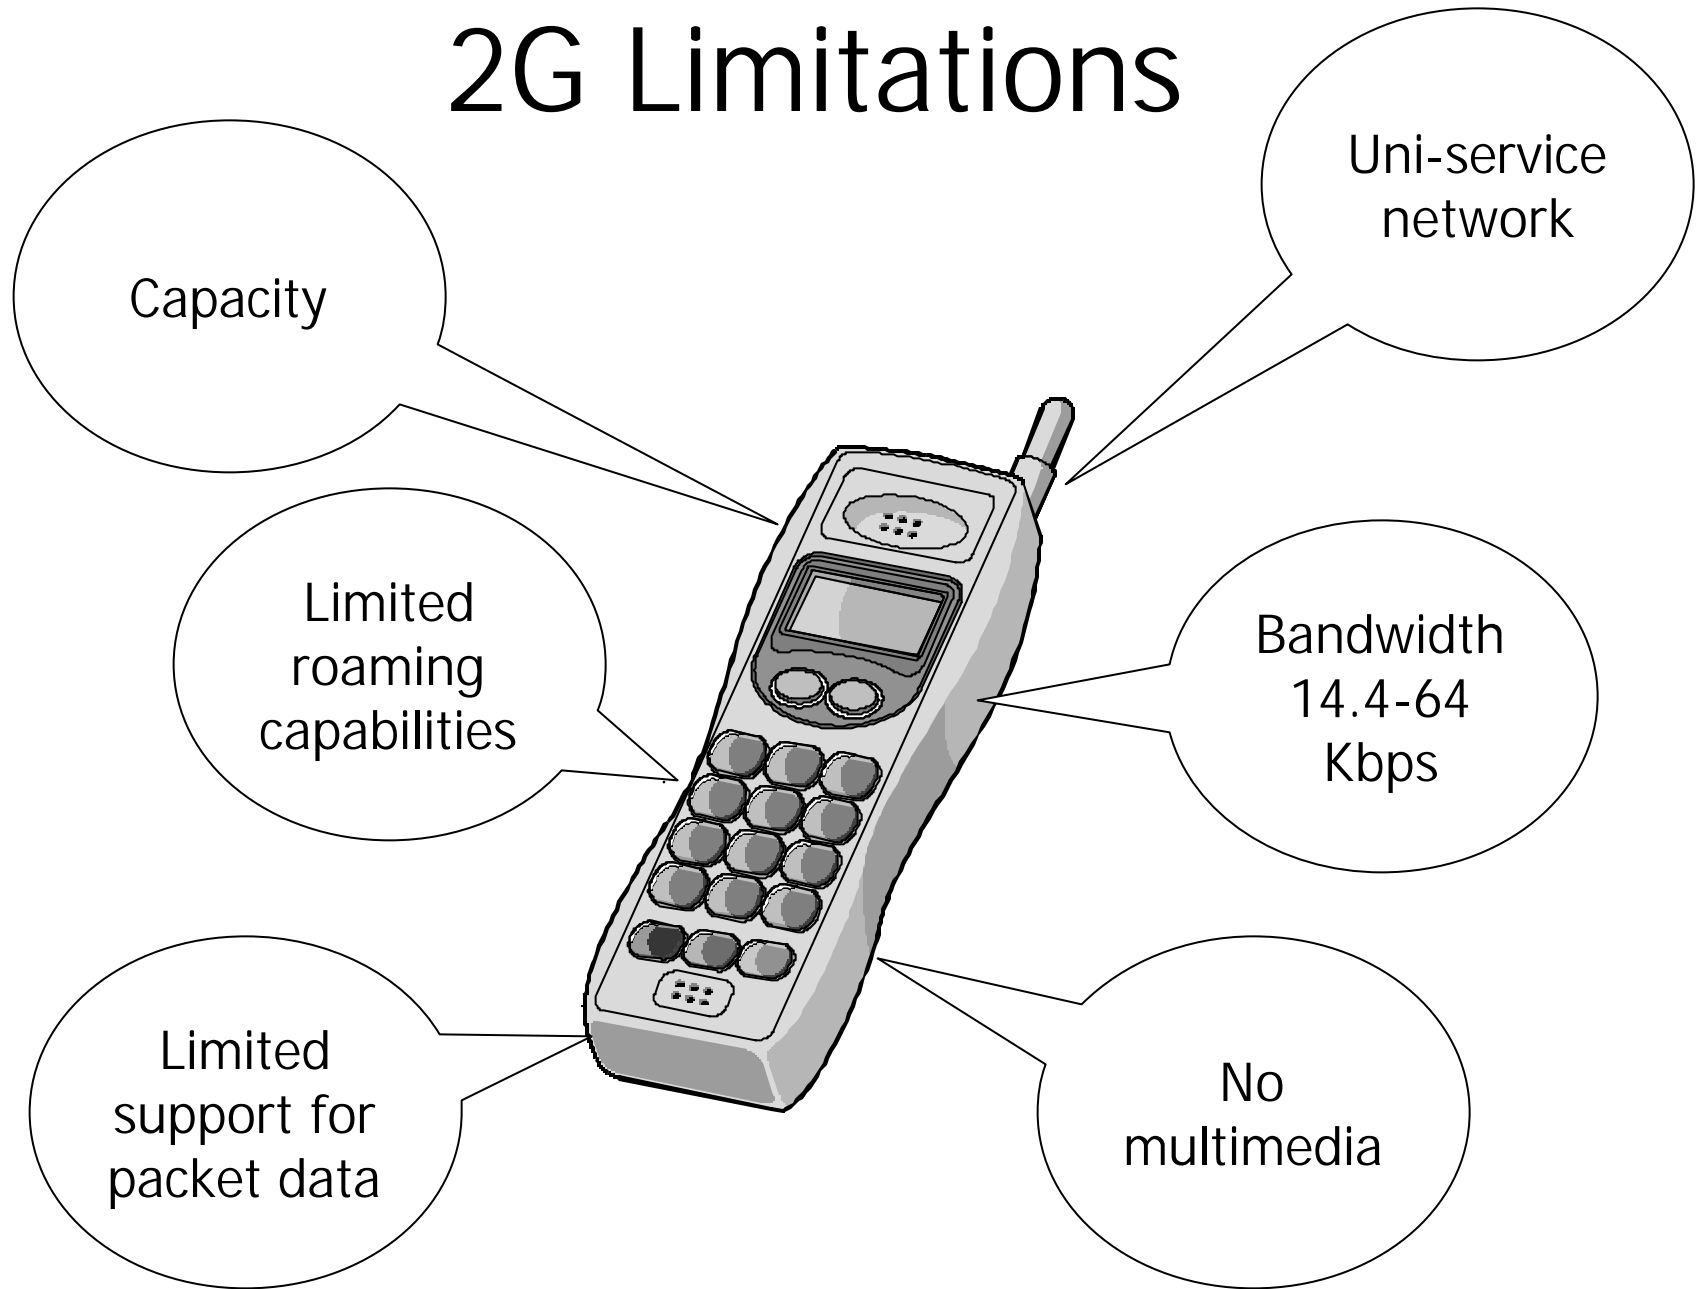 2G Limitations
Uni-service
network
Capacity
Limited
roaming
capabilities
Bandwidth
14.4-64
Kbps
Limited
support for
packet data
No
multimedia